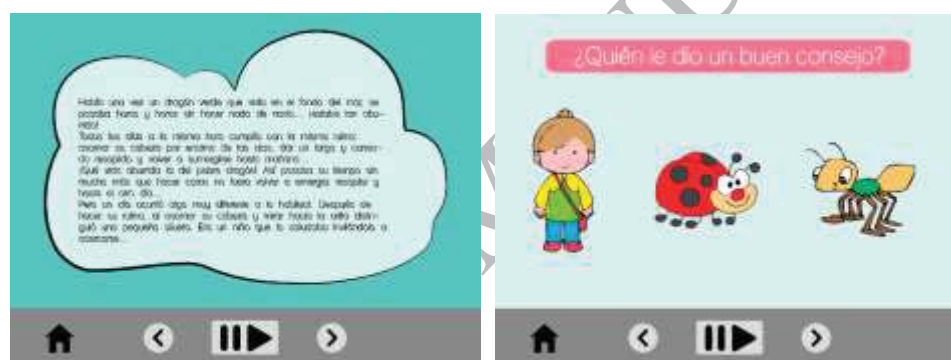 Había una vez un dragón verde que vivía en el fondo del mar, se
pasaba horas y horas sin hacer nada de nada... ¡estaba tan abu-
rrido!
Todos los días a la misma hora cumplía con la misma rutina:
asomar su cabeza por encima de las olas, dar un largo y
resoplido y volver a sumergirse hasta mañana.
¡Qué vida aburrida la del pobre dragón! Así pasaba su tiempo sin
mucho más que hacer como no fuera volver a emerger, resoplar y
hasta el otro día...
Pero un día ocurrió algo muy diferente a lo habitual. Después de
hacer su rutina, al asomar su cabeza y mirar hacia la orilla distin-
guió una pequeña silueta. Era un niño que lo saludaba invitándolo a
acercarse...
¿Quién le dio un buen consejo?